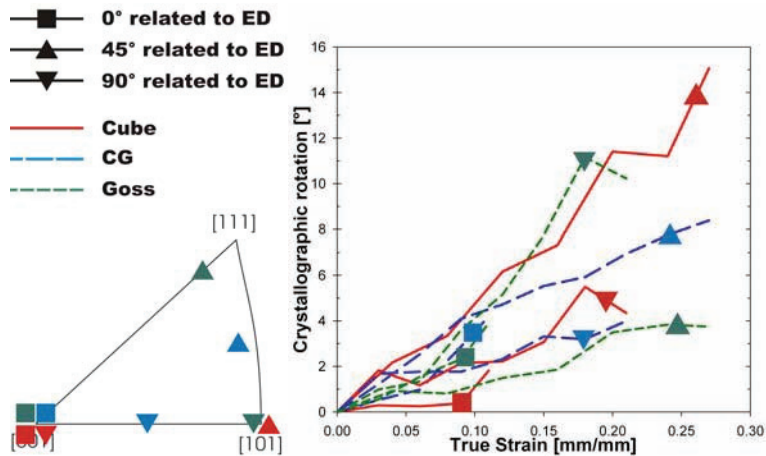 0° related to ED
45° related to ED
90° related to ED
Cube
CG
Goss
[111]
[101]
Crystallographic rotation [°]
16
14
12
10
8
6
4
2
0
0.00 0.05 0.10 0.15 0.20 0.25 0.30
True Strain [mm/mm]